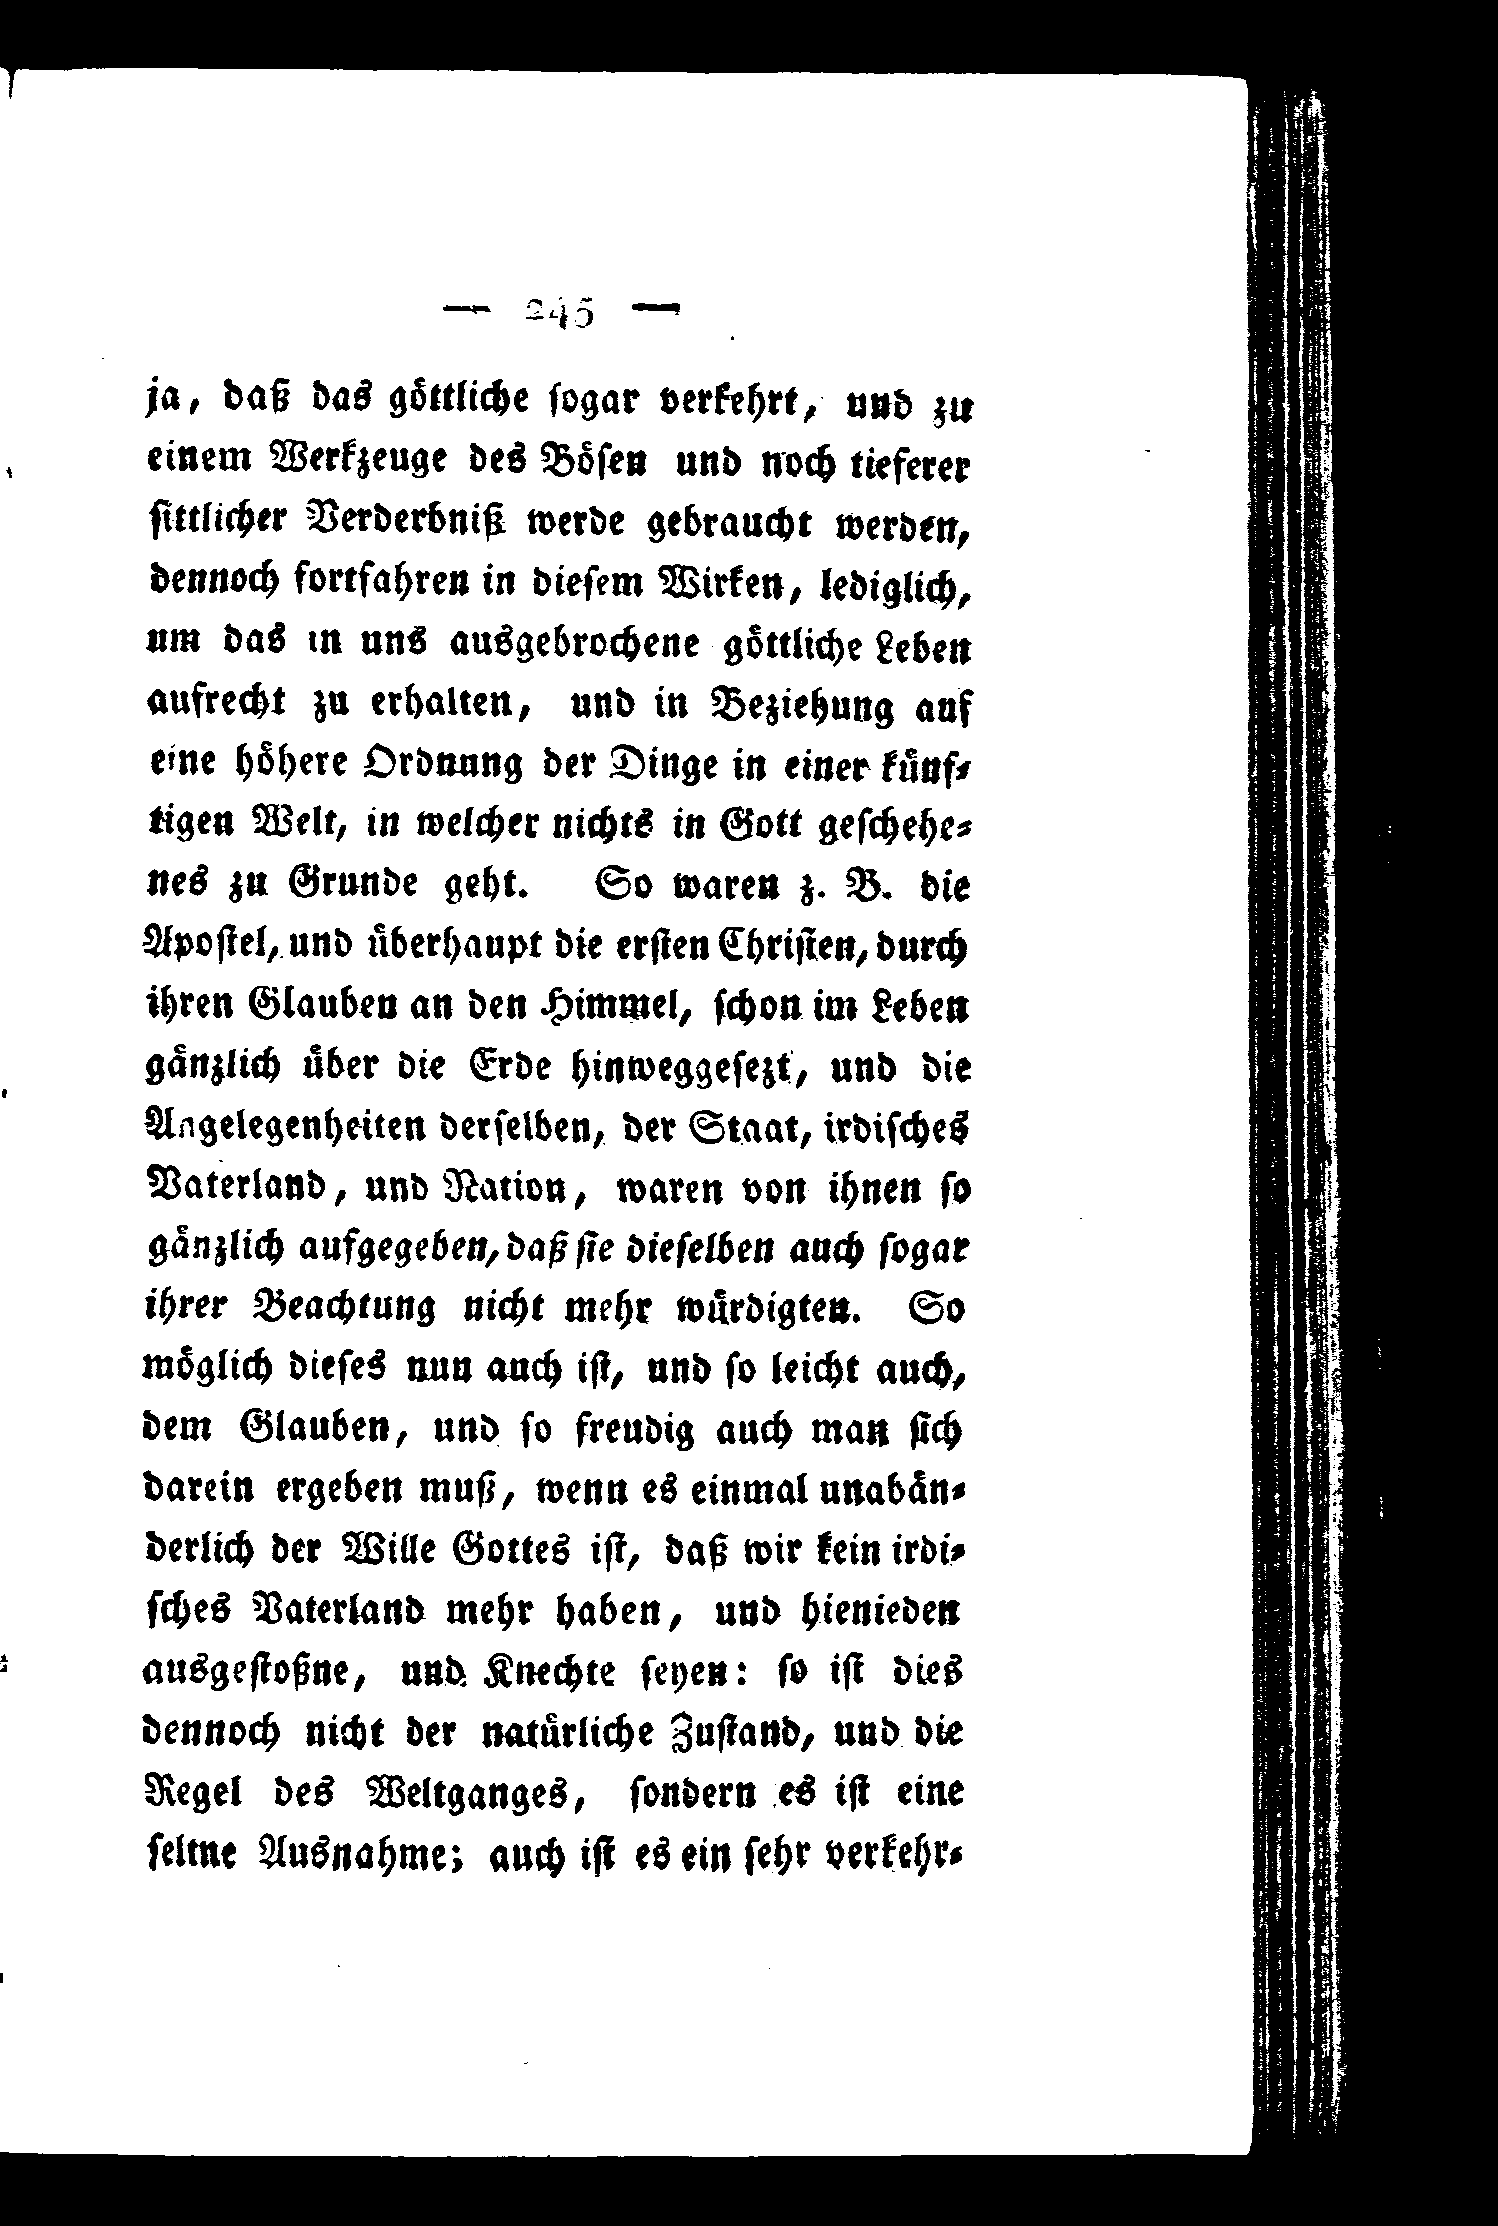 — 245 —
ja, daß das göttliche sogar verkehrt, und zu
einem Werkzeuge des Bösen und noch tieferer
sittlicher Verderbniß werde gebraucht werden,
dennoch fortfahren in diesem Wirken, lediglich,
um das in uns ausgebrochene göttliche Leben
aufrecht zu erhalten, und in Beziehung auf
eine höhere Ordnung der Dinge in einer künf-
tigen Welt, in welcher nichts in Gott geschehe-
nes zu Grunde geht. So waren z. B. die
Apostel, und überhaupt die ersten Christen, durch
ihren Glauben an den Himmel, schon im Leben
gänzlich über die Erde hinweggesezt, und die
Angelegenheiten derselben, der Staat, irdisches
Vaterland, und Nation, waren von ihnen so
gänzlich aufgegeben, daß sie dieselben auch sogar
ihrer Beachtung nicht mehr würdigten. So
möglich dieses nun auch ist, und so leicht auch,
dem Glauben, und so freudig auch man sich
darein ergeben muß, wenn es einmal unabän-
derlich der Wille Gottes ist, daß wir kein irdi-
sches Vaterland mehr haben, und hienieden
ausgestoßne, und Knechte seyen: so ist dies
dennoch nicht der natürliche Zustand, und die
Regel des Weltganges, sondern es ist eine
seltne Ausnahme; auch ist es ein sehr verkehr-